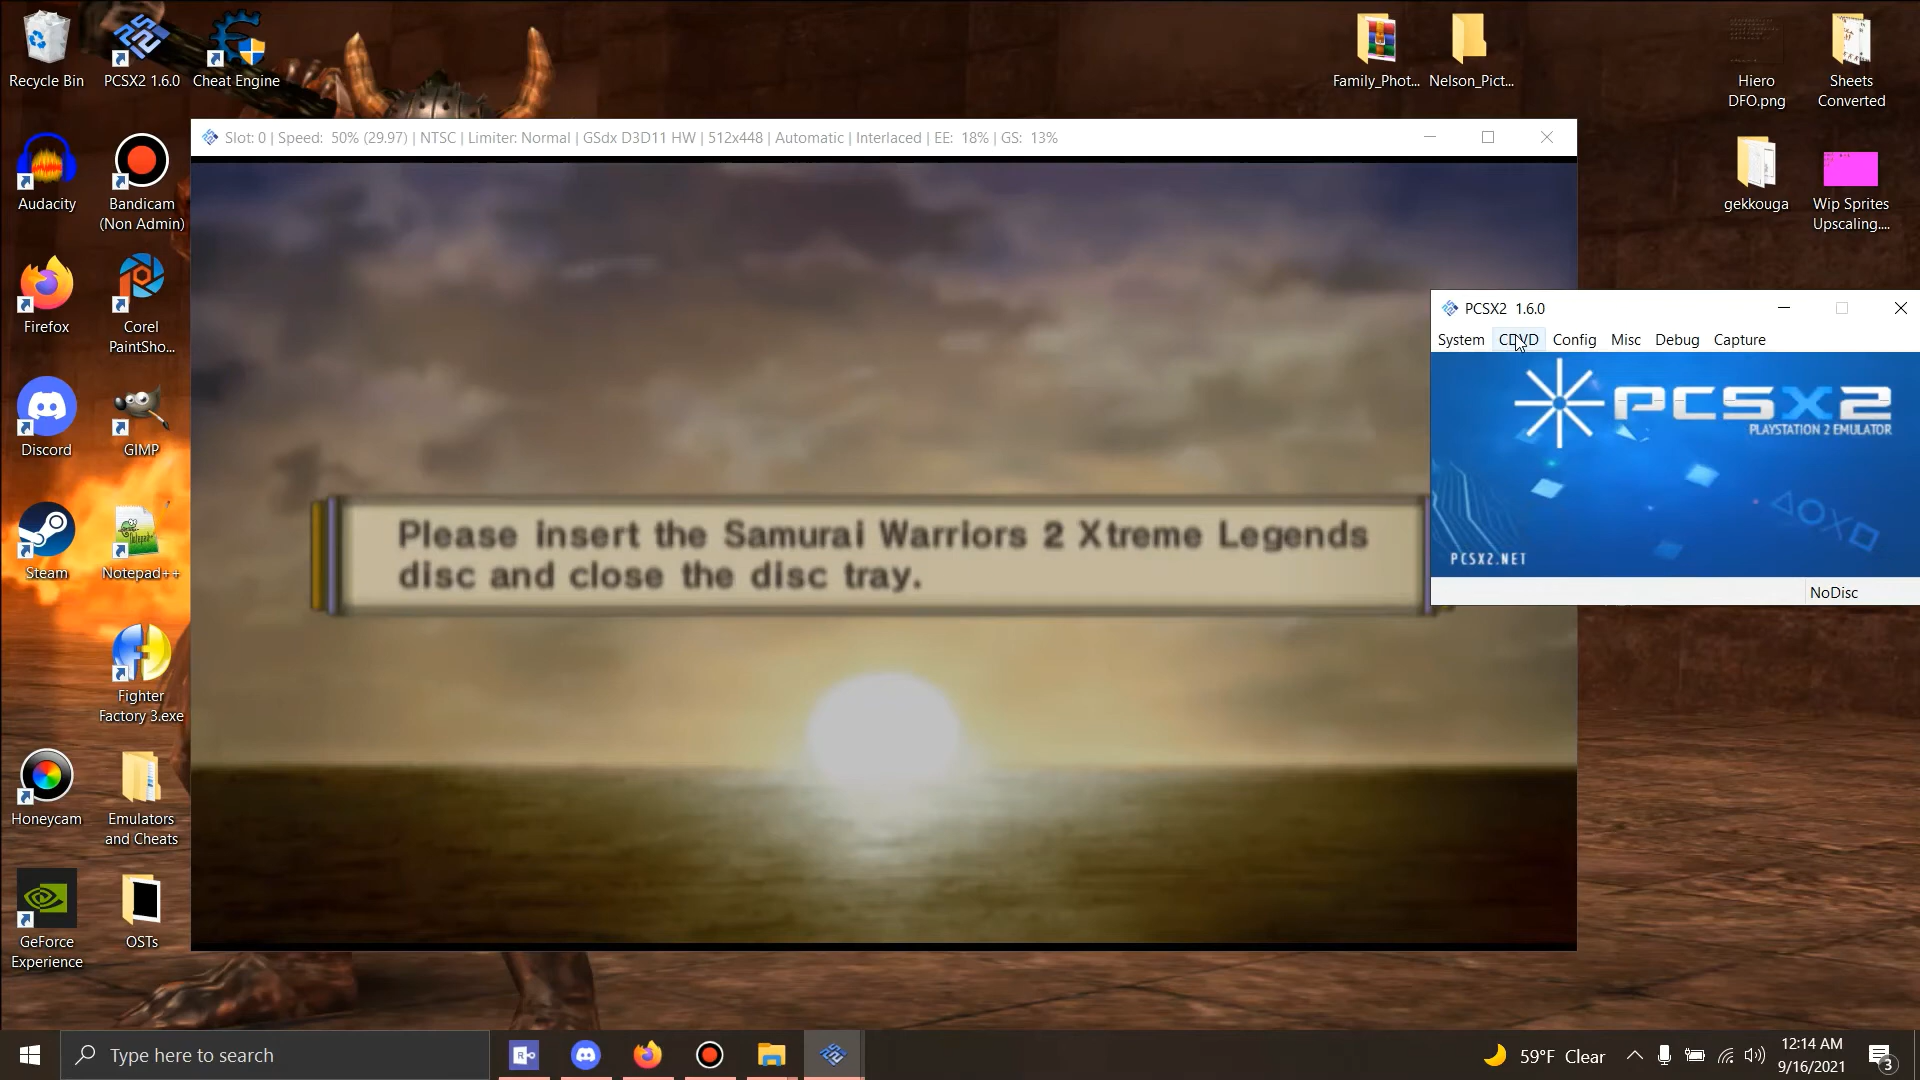 Recycle Bin
PCSX2 1.6.0
Cheat Engine
Family_Phot...
Nelson_Pict...
Hiero
DFO.png
Sheets
Converted
Slot: 0 | Speed: 50% (29.97) | NTSC | Limiter: Normal | GSdx D3D11 HW | 512x448 | Automatic | Interlaced | EE: 18% | GS: 13%
Audacity
Bandicam
(Non Admin)
gekkouga
Wip Sprites
Upscaling....
Firefox
Corel
PaintSho...
PCSX2 1.6.0
System CDVD Config Misc Debug Capture
PCSX2
PLAYSTATION 2 EMULATOR
PCSX2.NET
NoDisc
Discord
GIMP
Please insert the Samurai Warriors 2 Xtreme Legends
disc and close the disc tray.
Steam
Notepad++
Fighter
Factory 3.exe
Honeycam
Emulators
and Cheats
GeForce
Experience
OSTs
Type here to search
59°F Clear
12:14 AM
9/16/2021
3